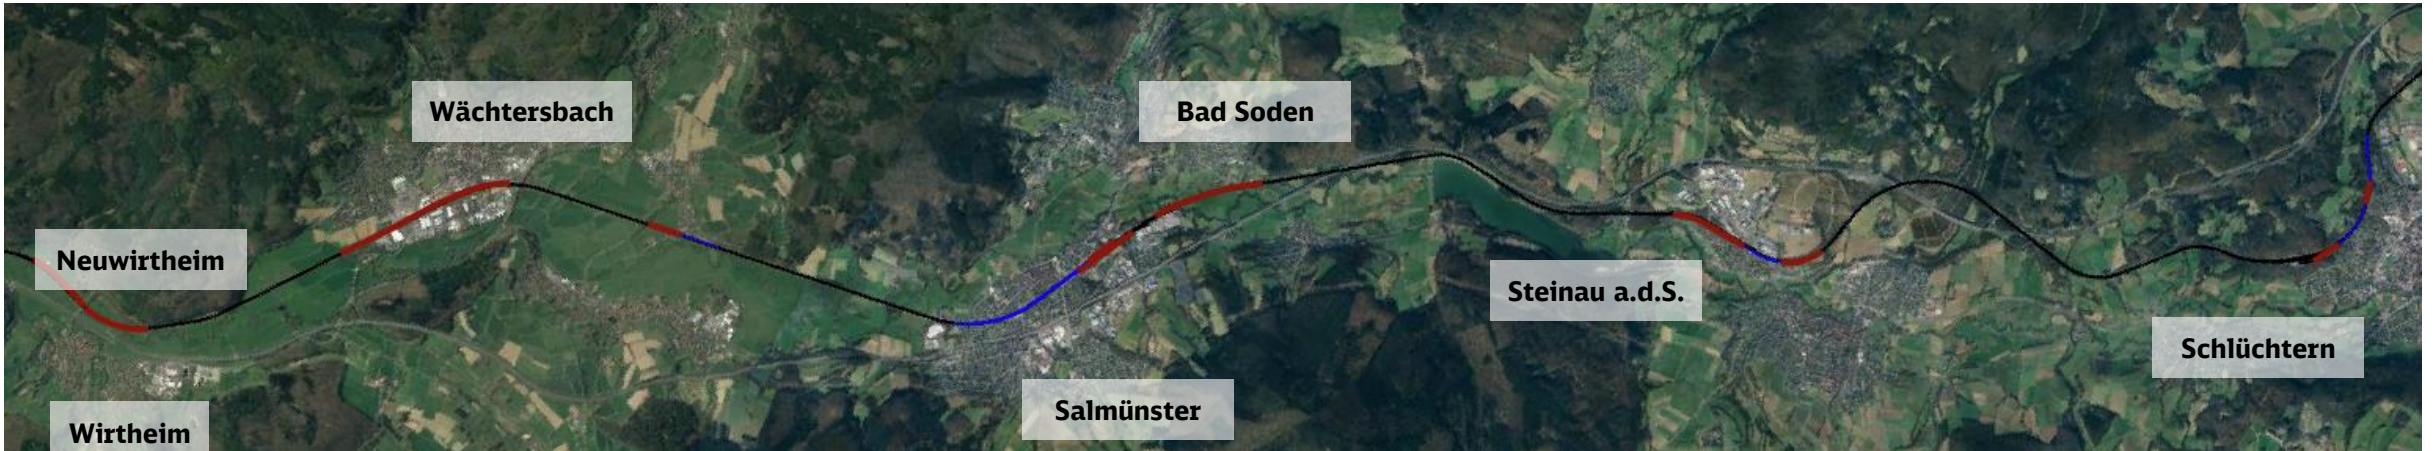 Wächtersbach
Bad Soden
Neuwirtheim
Steinau a.d.S.
Schlüchtern
Salmünster
Wirtheim